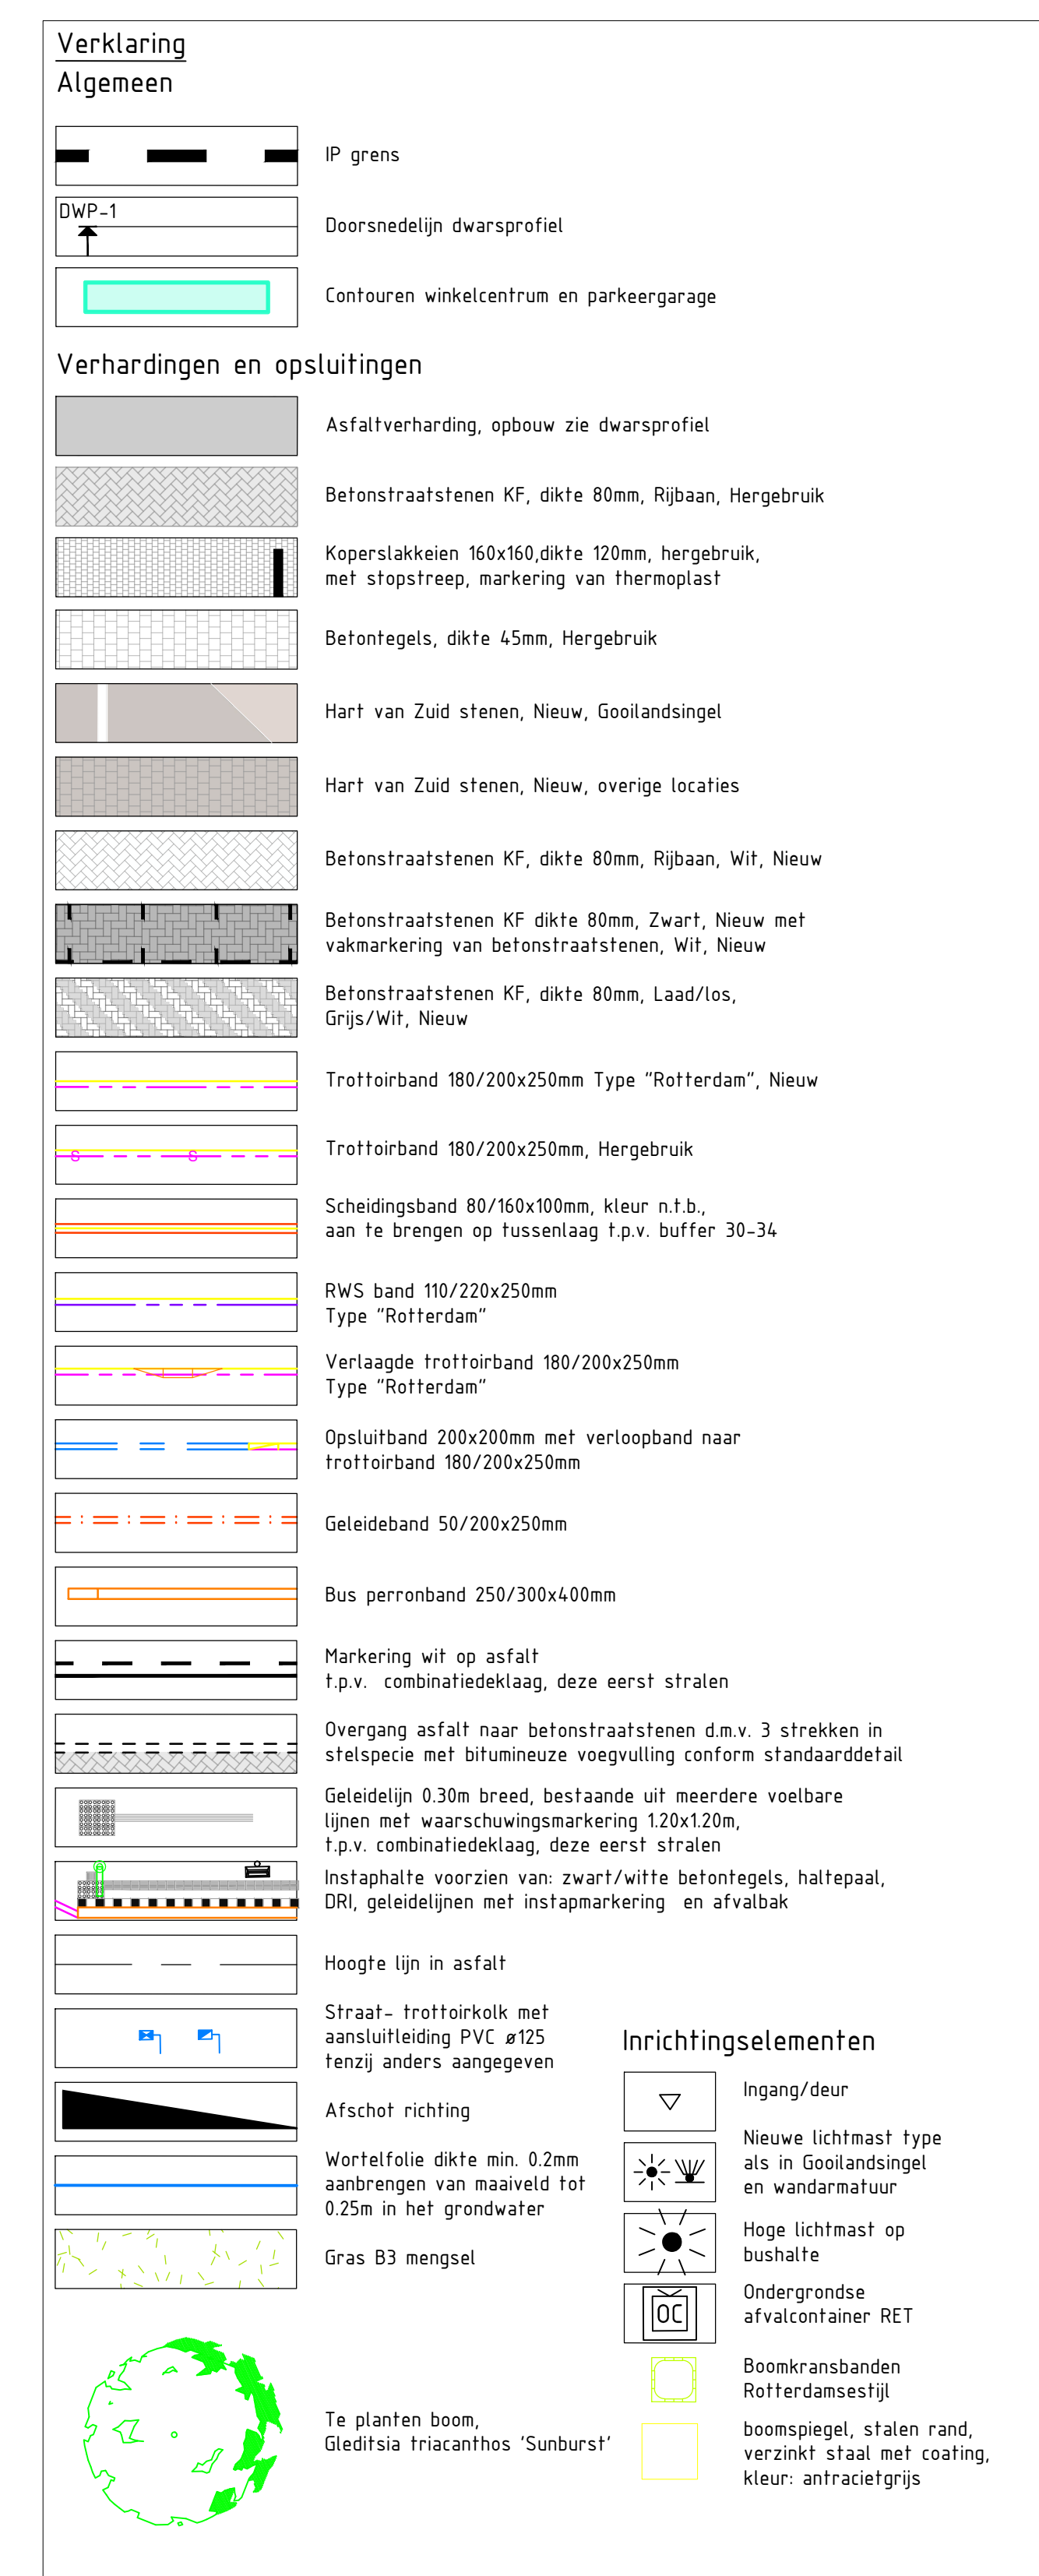 Verklaring
Algemeen
IP grens
DWP-1
Doorsnedelijn dwarsprofiel
Contouren winkelcentrum en parkeergarage
Verhardingen en opsluitingen
Asfaltverharding, opbouw zie dwarsprofiel
Betonstraatstenen KF, dikte 80mm, Rijbaan, Hergebruik
Koperslakkeien 160x160,dikte 120mm, hergebruik,
met stopstreep, markering van thermoplast
Betontegels, dikte 45mm, Hergebruik
Hart van Zuid stenen, Nieuw, Gooilandsingel
Hart van Zuid stenen, Nieuw, overige locaties
Betonstraatstenen KF, dikte 80mm, Rijbaan, Wit, Nieuw
Betonstraatstenen KF dikte 80mm, Zwart, Nieuw met
vakmarkering van betonstraatstenen, Wit, Nieuw
Betonstraatstenen KF, dikte 80mm, Laad/los,
Grijs/Wit, Nieuw
Trottoirband 180/200x250mm Type "Rotterdam", Nieuw
S S
Trottoirband 180/200x250mm, Hergebruik
Scheidingsband 80/160x100mm, kleur n.t.b.,
aan te brengen op tussenlaag t.p.v. buffer 30-34
RWS band 110/220x250mm
Type "Rotterdam"
Verlaagde trottoirband 180/200x250mm
Type "Rotterdam"
Opsluitband 200x200mm met verloopband naar
trottoirband 180/200x250mm
Geleideband 50/200x250mm
Bus perronband 250/300x400mm
Markering wit op asfalt
t.p.v. combinatiedeklaag, deze eerst stralen
Overgang asfalt naar betonstraatstenen d.m.v. 3 strekken in
stelspecie met bitumineuze voegvulling conform standaarddetail
Geleidelijn 0.30m breed, bestaande uit meerdere voelbare
lijnen met waarschuwingsmarkering 1.20x1.20m,
t.p.v. combinatiedeklaag, deze eerst stralen
Instaphalte voorzien van: zwart/witte betontegels, haltepaal,
DRI, geleidelijnen met instapmarkering en afvalbak
Hoogte lijn in asfalt
Straat- trottoirkolk met
aansluitleiding PVC ø125
tenzij anders aangegeven
Afschot richting
Wortelfolie dikte min. 0.2mm
aanbrengen van maaiveld tot
0.25m in het grondwater
Gras B3 mengsel
Te planten boom,
Gleditsia triacanthos 'Sunburst'
Inrichtingselementen
Ingang/deur
Nieuwe lichtmast type
als in Gooilandsingel
en wandarmatuur
Hoge lichtmast op
bushalte
OC
Ondergrondse
afvalcontainer RET
Boomkransbanden
Rotterdamsestijl
boomspiegel, stalen rand,
verzinkt staal met coating,
kleur: antracietgrijs